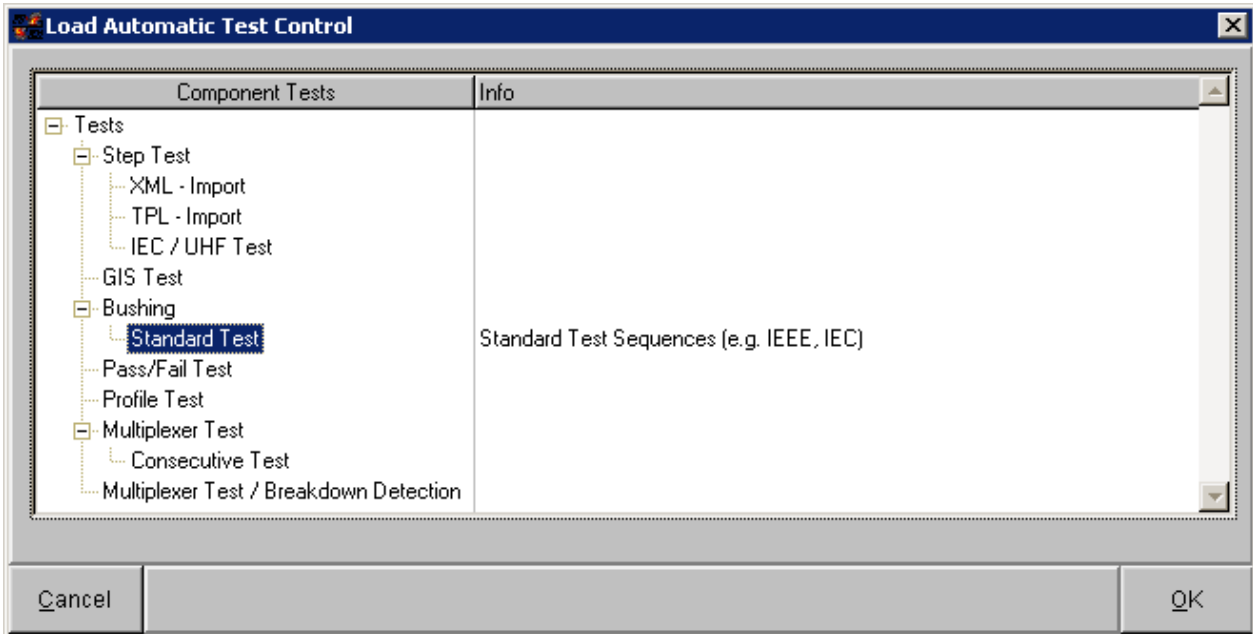 Load Automatic Test Control
Component Tests Info
Tests
Step Test
XML - Import
TPL - Import
IEC / UHF Test
GIS Test
Bushing
Standard Test Standard Test Sequences (e.g. IEEE, IEC)
Pass/Fail Test
Profile Test
Multiplexer Test
Consecutive Test
Multiplexer Test / Breakdown Detection
Cancel OK